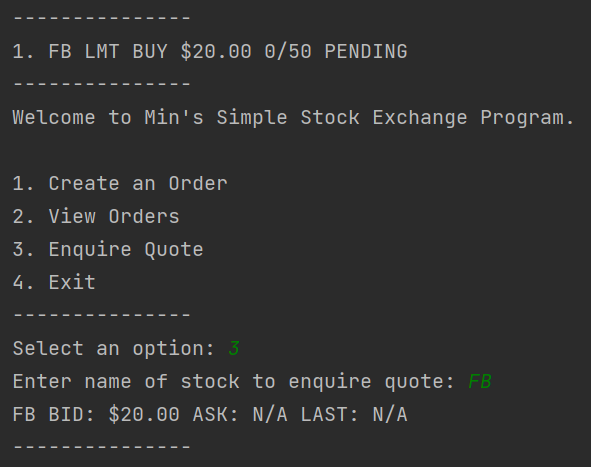 ---------------
1. FB LMT BUY $20.00 0/50 PENDING
---------------
Welcome to Min's Simple Stock Exchange Program.
1. Create an Order
2. View Orders
3. Enquire Quote
4. Exit
---------------
Select an option: 3
Enter name of stock to enquire quote: FB
FB BID: $20.00 ASK: N/A LAST: N/A
---------------